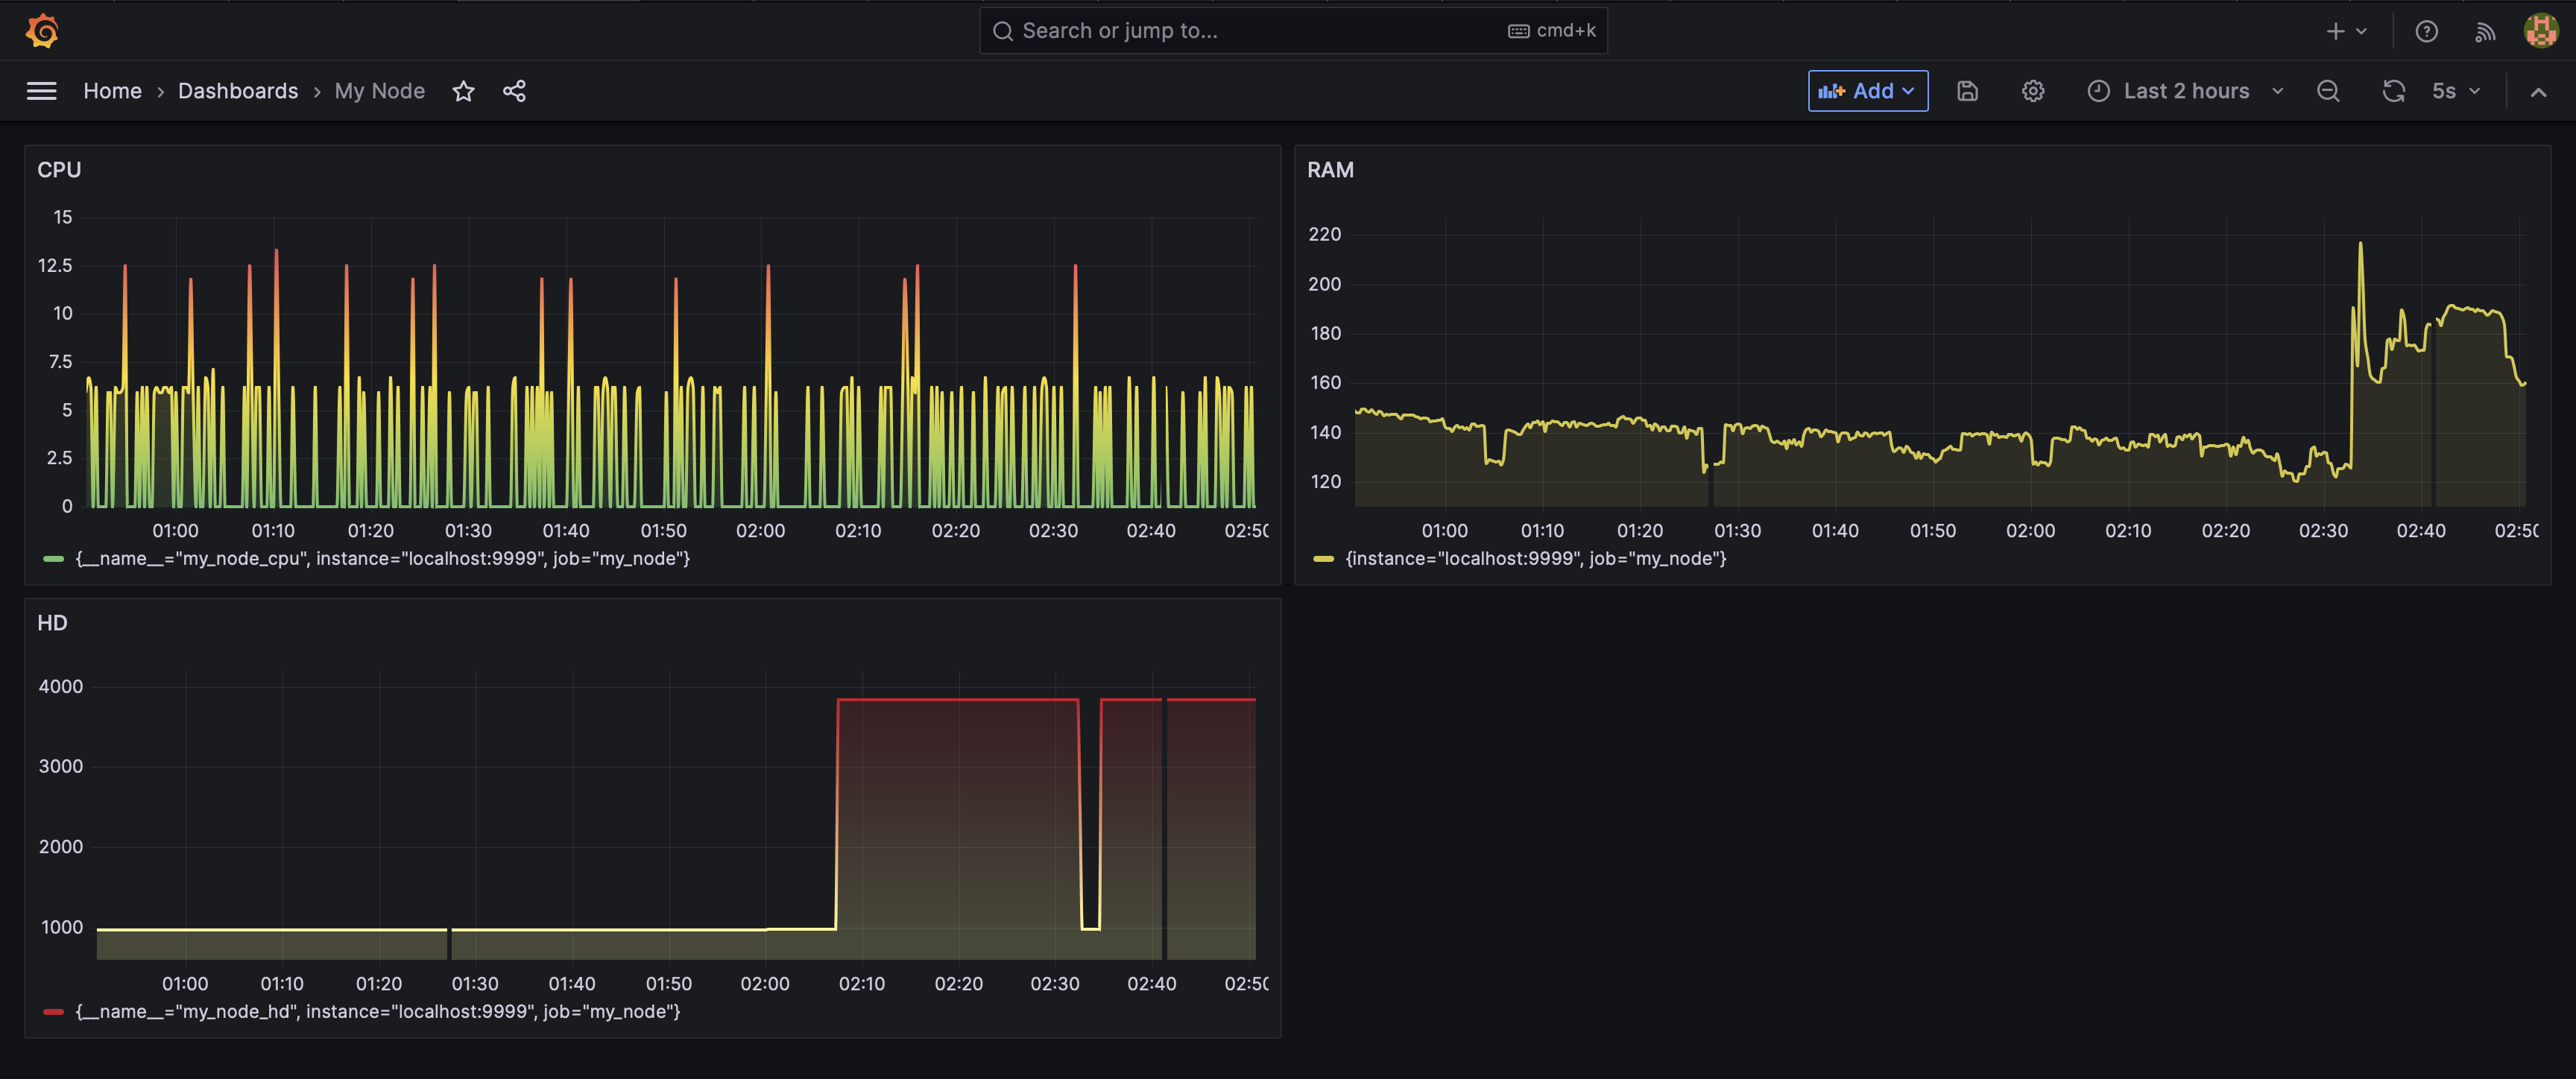 Search or jump to... cmd+k
Home › Dashboards › My Node Add Last 2 hours 5s
CPU
15
12.5
10
7.5
5
2.5
0
01:00 01:10 01:20 01:30 01:40 01:50 02:00 02:10 02:20 02:30 02:40 02:50
{__name__="my_node_cpu", instance="localhost:9999", job="my_node"}
RAM
220
200
180
160
140
120
01:00 01:10 01:20 01:30 01:40 01:50 02:00 02:10 02:20 02:30 02:40 02:50
{instance="localhost:9999", job="my_node"}
HD
4000
3000
2000
1000
01:00 01:10 01:20 01:30 01:40 01:50 02:00 02:10 02:20 02:30 02:40 02:50
{__name__="my_node_hd", instance="localhost:9999", job="my_node"}